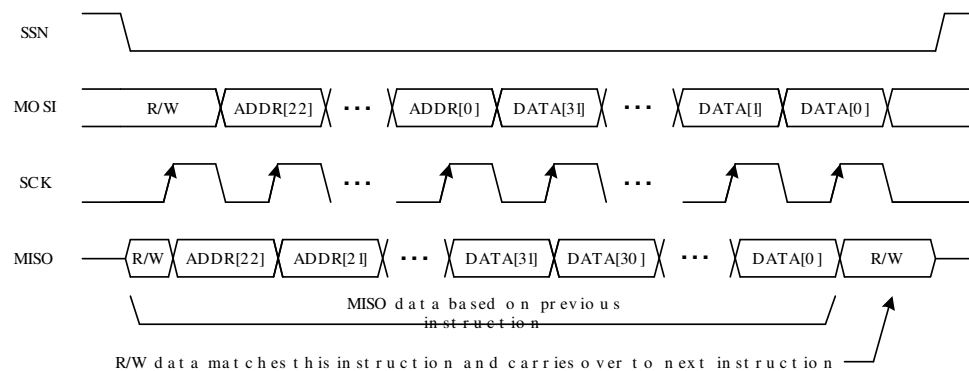 SSN
MOSI R/W ADDR[22] ... ADDR[0] DATA[31] ... DATA[1] DATA[0]
SCK ... ...
MISO R/W ADDR[22] ADDR[21] ... DATA[31] DATA[30] ... DATA[0] R/W
MISO data based on previous
instruction
R/W data matches this instruction and carries over to next instruction